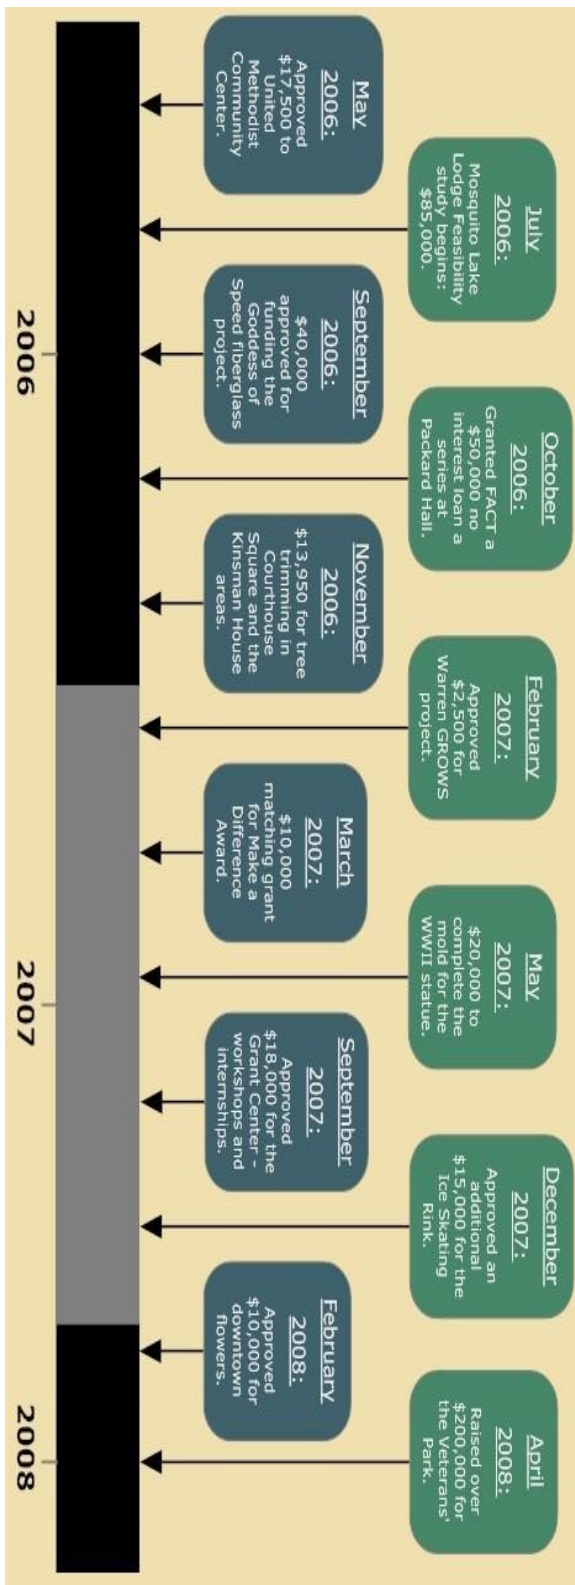 May
2006:
Approved
$17,500 to
United
Methodist
Community
Center.
July
2006:
Mosquito Lake
Lodge Feasibility
study begins:
$85,000.
September
2006:
$40,000
approved for
funding the
Goddess of
Speed fiberglass
project.
October
2006:
Granted FACT a
$50,000 no
interest loan a
series at
Packard Hall.
November
2006:
$13,950 for tree
trimming in
Courthouse
Square and the
Kinsman House
areas.
February
2007:
Approved
$2,500 for
Warren GROWS
project.
March
2007:
$10,000
matching grant
for Make a
Difference
Award.
May
2007:
$20,000 to
complete the
mold for the
WWII statue.
September
2007:
Approved
$18,000 for the
Grant Center -
workshops and
internships.
December
2007:
Approved an
additional
$15,000 for the
Ice Skating
Rink.
February
2008:
Approved
$10,000 for
downtown
flowers.
April
2008:
Raised over
$200,000 for
the Veterans'
Park.
2006
2007
2008